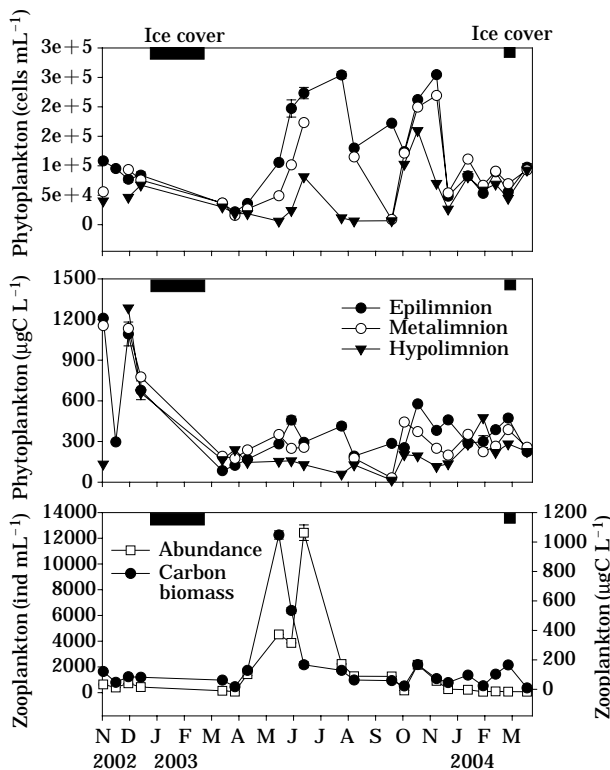 Ice cover
Ice cover
Phytoplankton (cells mL⁻¹)
3e+5
3e+5
2e+5
2e+5
1e+5
1e+5
5e+4
0
Phytoplankton (µgC L⁻¹)
1500
1200
900
600
300
0
Epilimnion
Metalimnion
Hypolimnion
Zooplankton (ind mL⁻¹)
14000
12000
10000
8000
6000
4000
2000
0
Abundance
Carbon
biomass
1200
1000
800
600
400
200
0
Zooplankton (µgC L⁻¹)
N D J F M A M J J A S O N D J F M
2002 2003 2004